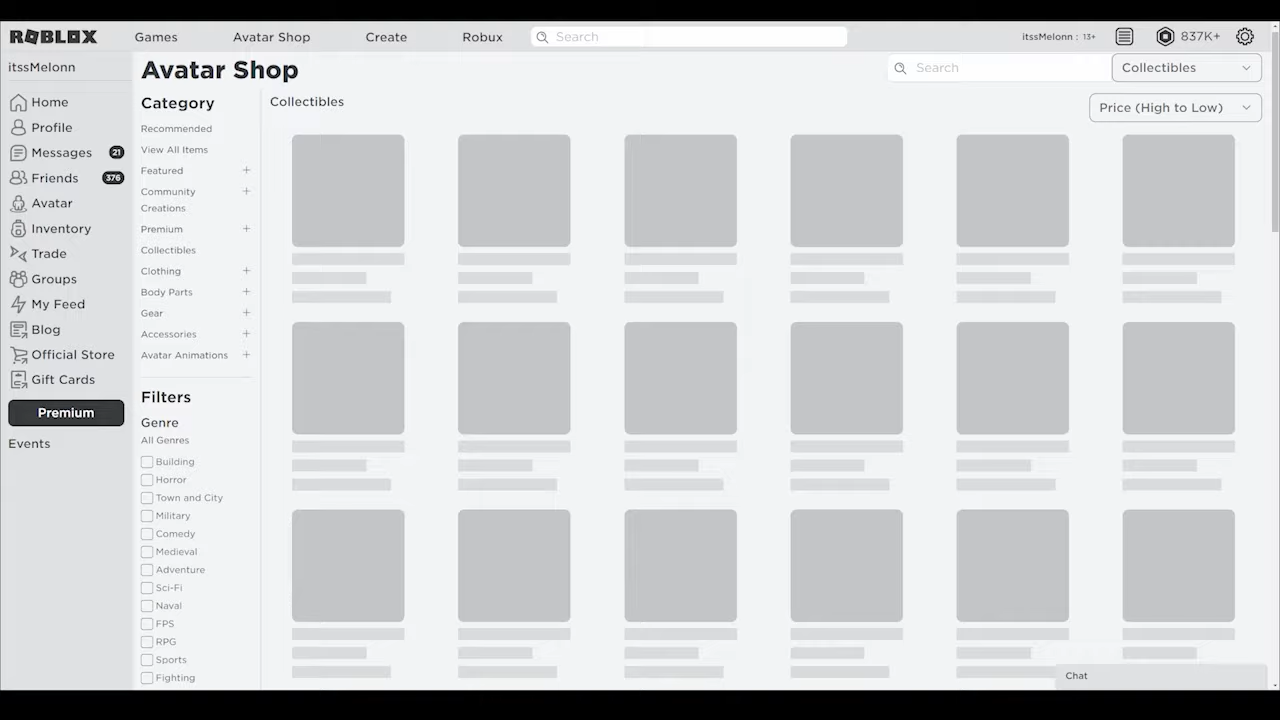 ROBLOX
Games
Avatar Shop
Create
Robux
Search
itssMelonn : 13+
837K+
itssMelonn
Home
Profile
Messages 21
Friends 376
Avatar
Inventory
Trade
Groups
My Feed
Blog
Official Store
Gift Cards
Premium
Events
Avatar Shop
Search
Collectibles
Category
Recommended
View All Items
Featured +
Community +
Creations
Premium +
Collectibles
Clothing +
Body Parts +
Gear +
Accessories +
Avatar Animations +
Filters
Genre
All Genres
Building
Horror
Town and City
Military
Comedy
Medieval
Adventure
Sci-Fi
Naval
FPS
RPG
Sports
Fighting
Collectibles
Price (High to Low)
Chat